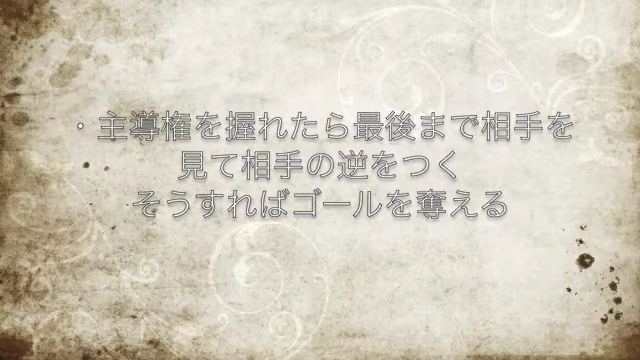 ・主導権を握れたら最後まで相手を
見て相手の逆をつく
そうすればゴールを奪える